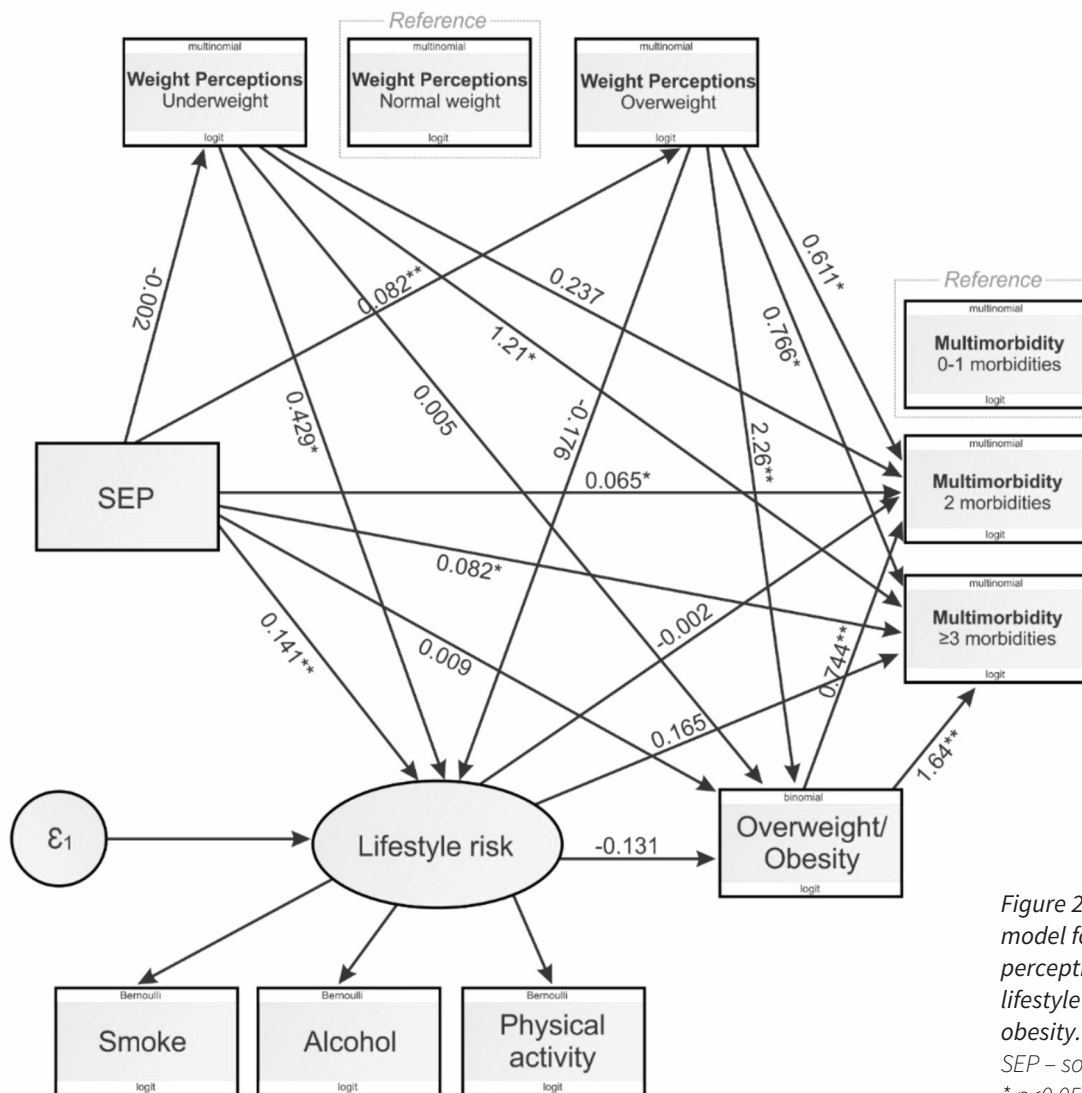 Reference
multinomial
Weight Perceptions
Underweight
logit
multinomial
Weight Perceptions
Normal weight
logit
multinomial
Weight Perceptions
Overweight
logit
-0.002
0.082**
0.429*
0.005
1.21*
0.237
-0.176
2.26**
0.766*
0.611*
Reference
multinomial
Multimorbidity
0-1 morbidities
logit
multinomial
Multimorbidity
2 morbidities
logit
multinomial
Multimorbidity
≥3 morbidities
logit
SEP
0.065*
0.082*
0.141**
0.009
-0.002
0.165
0.744**
1.64**
ε1
Lifestyle risk
-0.131
binomial
Overweight/
Obesity
logit
Bernoulli
Smoke
logit
Bernoulli
Alcohol
logit
Bernoulli
Physical
activity
logit
Figure 2
model fo
percepti
lifestyle
obesity.
SEP – so